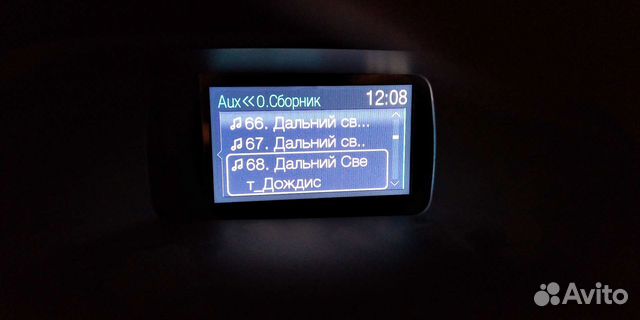 Aux≪0.Сборник 12:08
66. Дальний св...
67. Дальний св..
68. Дальний Све
т_Дождис
Avito